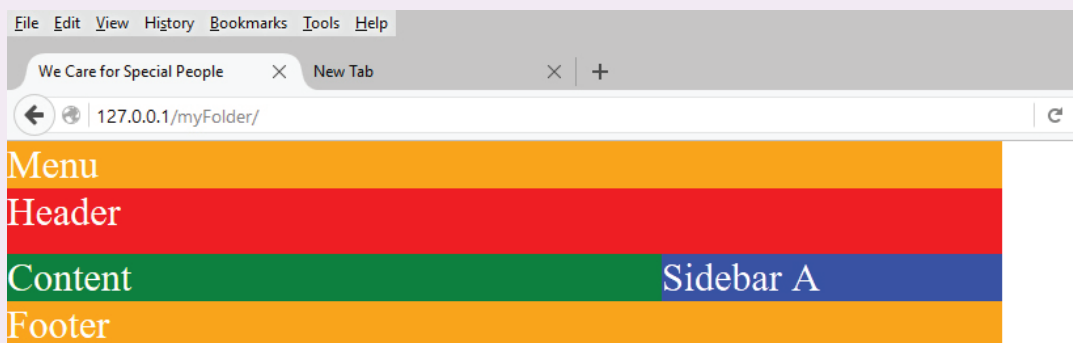 File Edit View History Bookmarks Tools Help
We Care for Special People New Tab
127.0.0.1/myFolder/
Menu
Header
Content Sidebar A
Footer